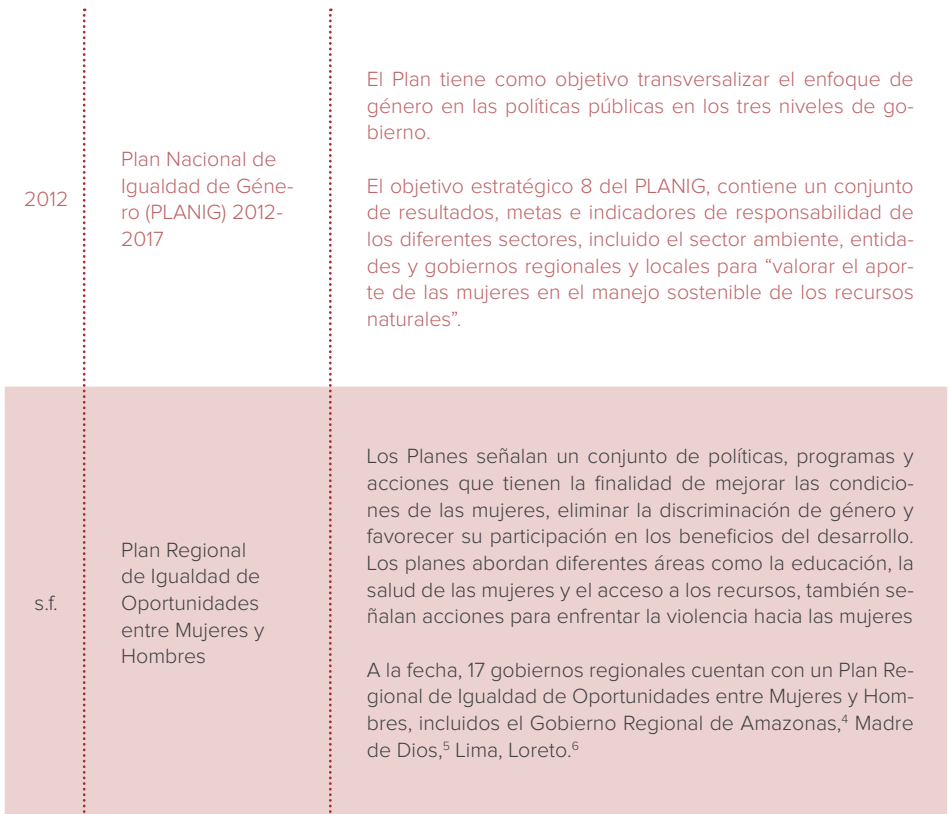 2012
Plan Nacional de
Igualdad de Géne-
ro (PLANIG) 2012-
2017
El Plan tiene como objetivo transversalizar el enfoque de
género en las políticas públicas en los tres niveles de go-
bierno.
El objetivo estratégico 8 del PLANIG, contiene un conjunto
de resultados, metas e indicadores de responsabilidad de
los diferentes sectores, incluido el sector ambiente, entida-
des y gobiernos regionales y locales para “valorar el apor-
te de las mujeres en el manejo sostenible de los recursos
naturales”.
s.f.
Plan Regional
de Igualdad de
Oportunidades
entre Mujeres y
Hombres
Los Planes señalan un conjunto de políticas, programas y
acciones que tienen la finalidad de mejorar las condicio-
nes de las mujeres, eliminar la discriminación de género y
favorecer su participación en los beneficios del desarrollo.
Los planes abordan diferentes áreas como la educación, la
salud de las mujeres y el acceso a los recursos, también se-
ñalan acciones para enfrentar la violencia hacia las mujeres
A la fecha, 17 gobiernos regionales cuentan con un Plan Re-
gional de Igualdad de Oportunidades entre Mujeres y Hom-
bres, incluidos el Gobierno Regional de Amazonas,⁴ Madre
de Dios,⁵ Lima, Loreto.⁶